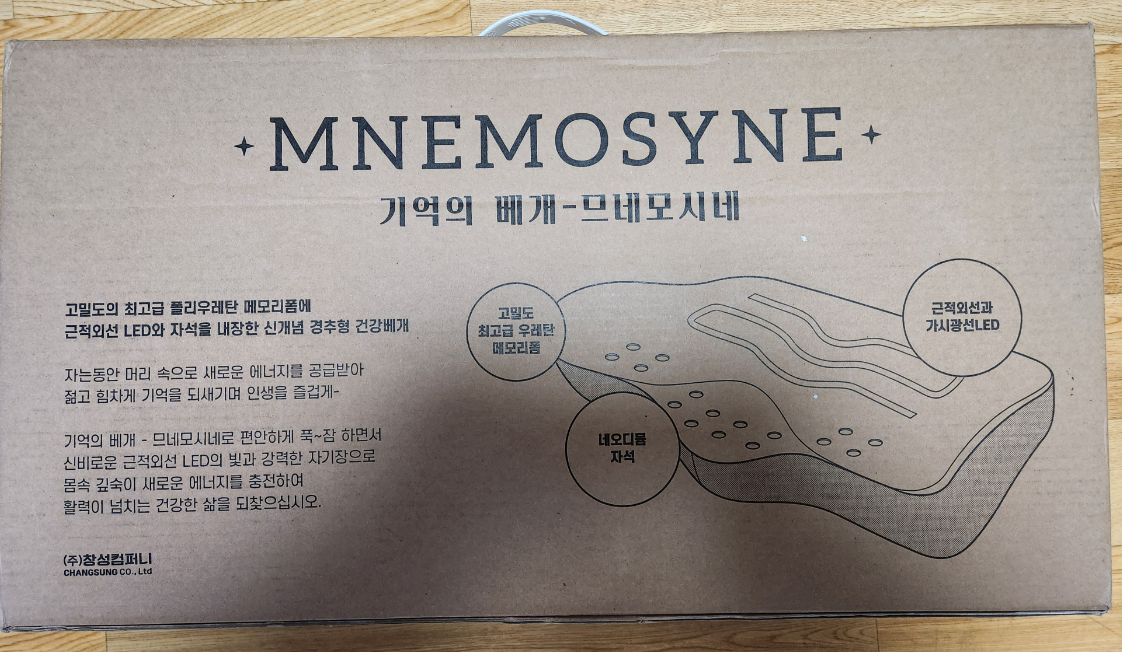 MNEMOSYNE
기억의 베개-므네모시네
고밀도의 최고급 폴리우레탄 메모리폼에
근적외선 LED와 자석을 내장한 신개념 경추형 건강베개
자는동안 머리 속으로 새로운 에너지를 공급받아
젊고 힘차게 기억을 되새기며 인생을 즐겁게-
기억의 베개 - 므네모시네로 편안하게 푹~잠 하면서
신비로운 근적외선 LED의 빛과 강력한 자기장으로
몸속 깊숙이 새로운 에너지를 충전하여
활력이 넘치는 건강한 삶을 되찾으십시오.
(주)창성컴퍼니
CHANGSUNG CO., Ltd
고밀도
최고급 우레탄
메모리폼
네오디뮴
자석
근적외선과
가시광선LED